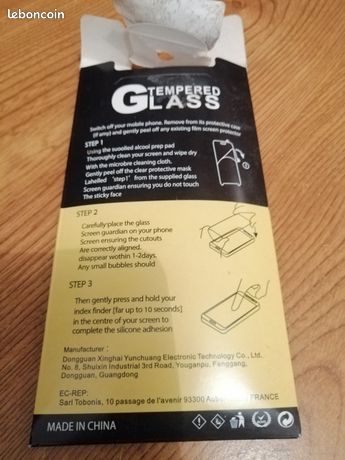 leboncoin
TEMPERED
GLASS
Switch off your mobile phone. Remove from its protective case
(if any) and gently peel off any existing film screen protector
STEP 1
Using the suoolled alcool prep pad
Thoroughly clean your screen and wipe dry
With the microbre cleaning cloth.
Gently peel off the clear protective mask
Lahelled "step1" from the supplied glass
Screen guardian ensuring you do not touch
The sticky face
STEP 2
Carefully place the glass
Screen guardian on your phone
Screen ensuring the cutouts
Are correctly aligned.
disappear within 1-2days.
Any small bubbles should
STEP 3
Then gently press and hold your
index finder [far up to 10 seconds]
in the centre of your screen to
complete the silicone adhesion
Manufacturer:
Dongguan Xinghai Yunchuang Electronic Technology Co., Ltd.
No. 8, Shuixin Industrial 3rd Road, Youganpu, Fenggang,
Dongguan, Guangdong
EC-REP:
Sarl Tobonis, 10 passage de l'avenir 93300 FRANCE
MADE IN CHINA